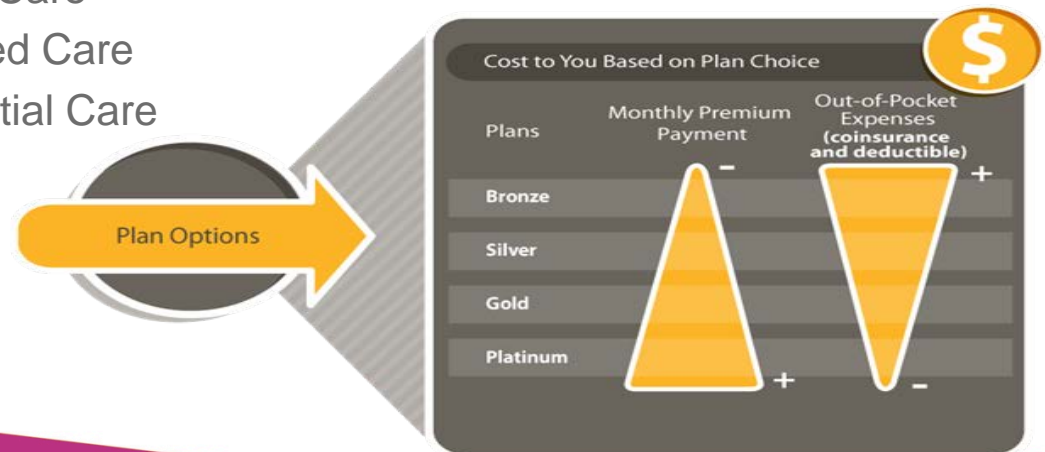 Care
ed Care
tial Care
Plan Options
$
Cost to You Based on Plan Choice
Plans
Monthly Premium
Payment
Out-of-Pocket
Expenses
(coinsurance
and deductible)
-
+
Bronze
Silver
Gold
Platinum
+
-